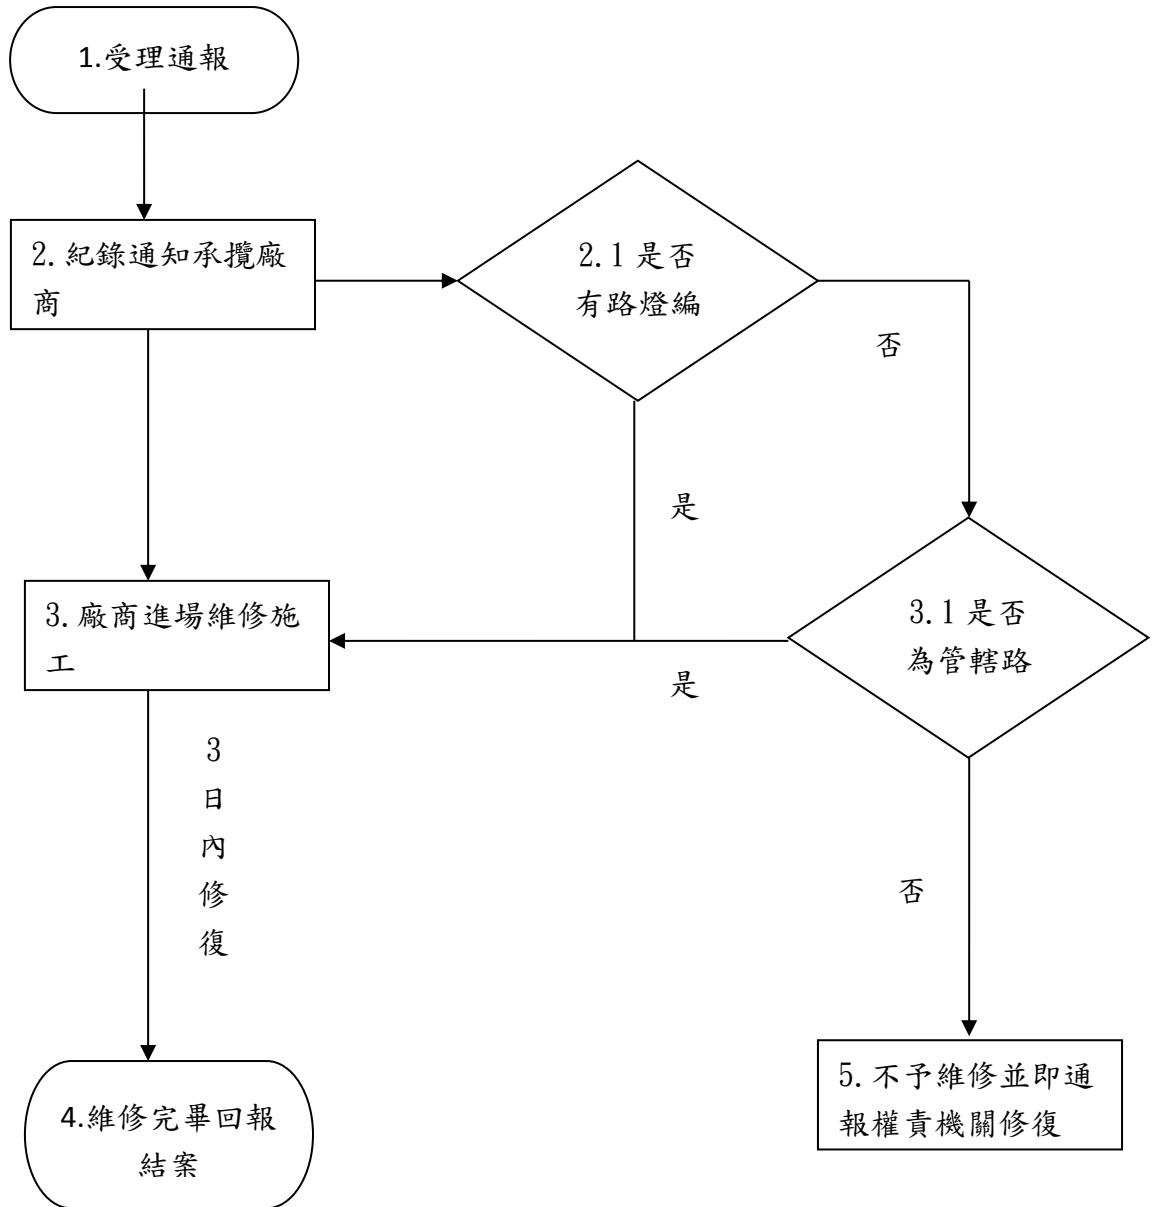 1.受理通報
2.紀錄通知承攬廠
商
2.1 是否
有路燈編
否
是
3.廠商進場維修施
工
3.1 是否
為管轄路
是
3
日
內
修
復
否
4.維修完畢回報
結案
5.不予維修並即通
報權責機關修復